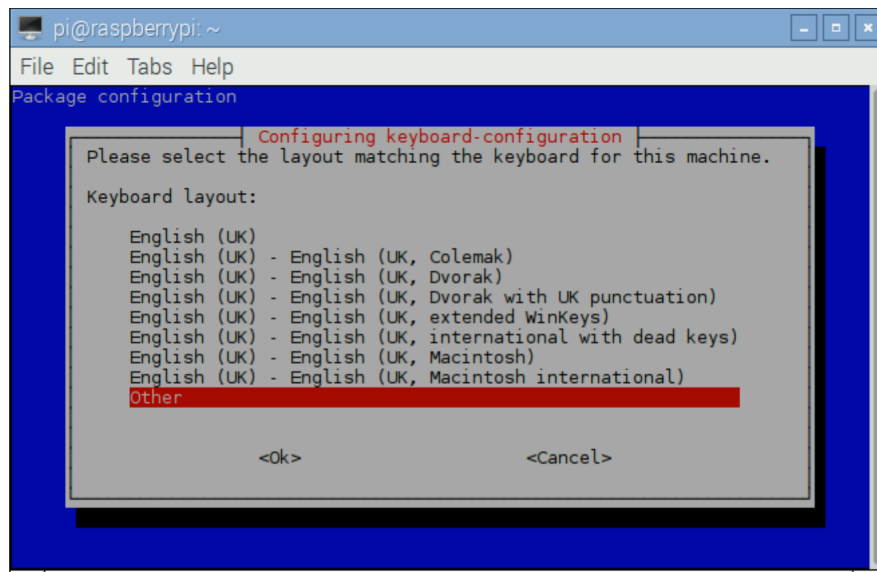 pi@raspberrypi: ~
File Edit Tabs Help
Package configuration
Configuring keyboard-configuration
Please select the layout matching the keyboard for this machine.
Keyboard layout:
English (UK)
English (UK) - English (UK, Colemak)
English (UK) - English (UK, Dvorak)
English (UK) - English (UK, Dvorak with UK punctuation)
English (UK) - English (UK, extended WinKeys)
English (UK) - English (UK, international with dead keys)
English (UK) - English (UK, Macintosh)
English (UK) - English (UK, Macintosh international)
Other
<Ok> <Cancel>